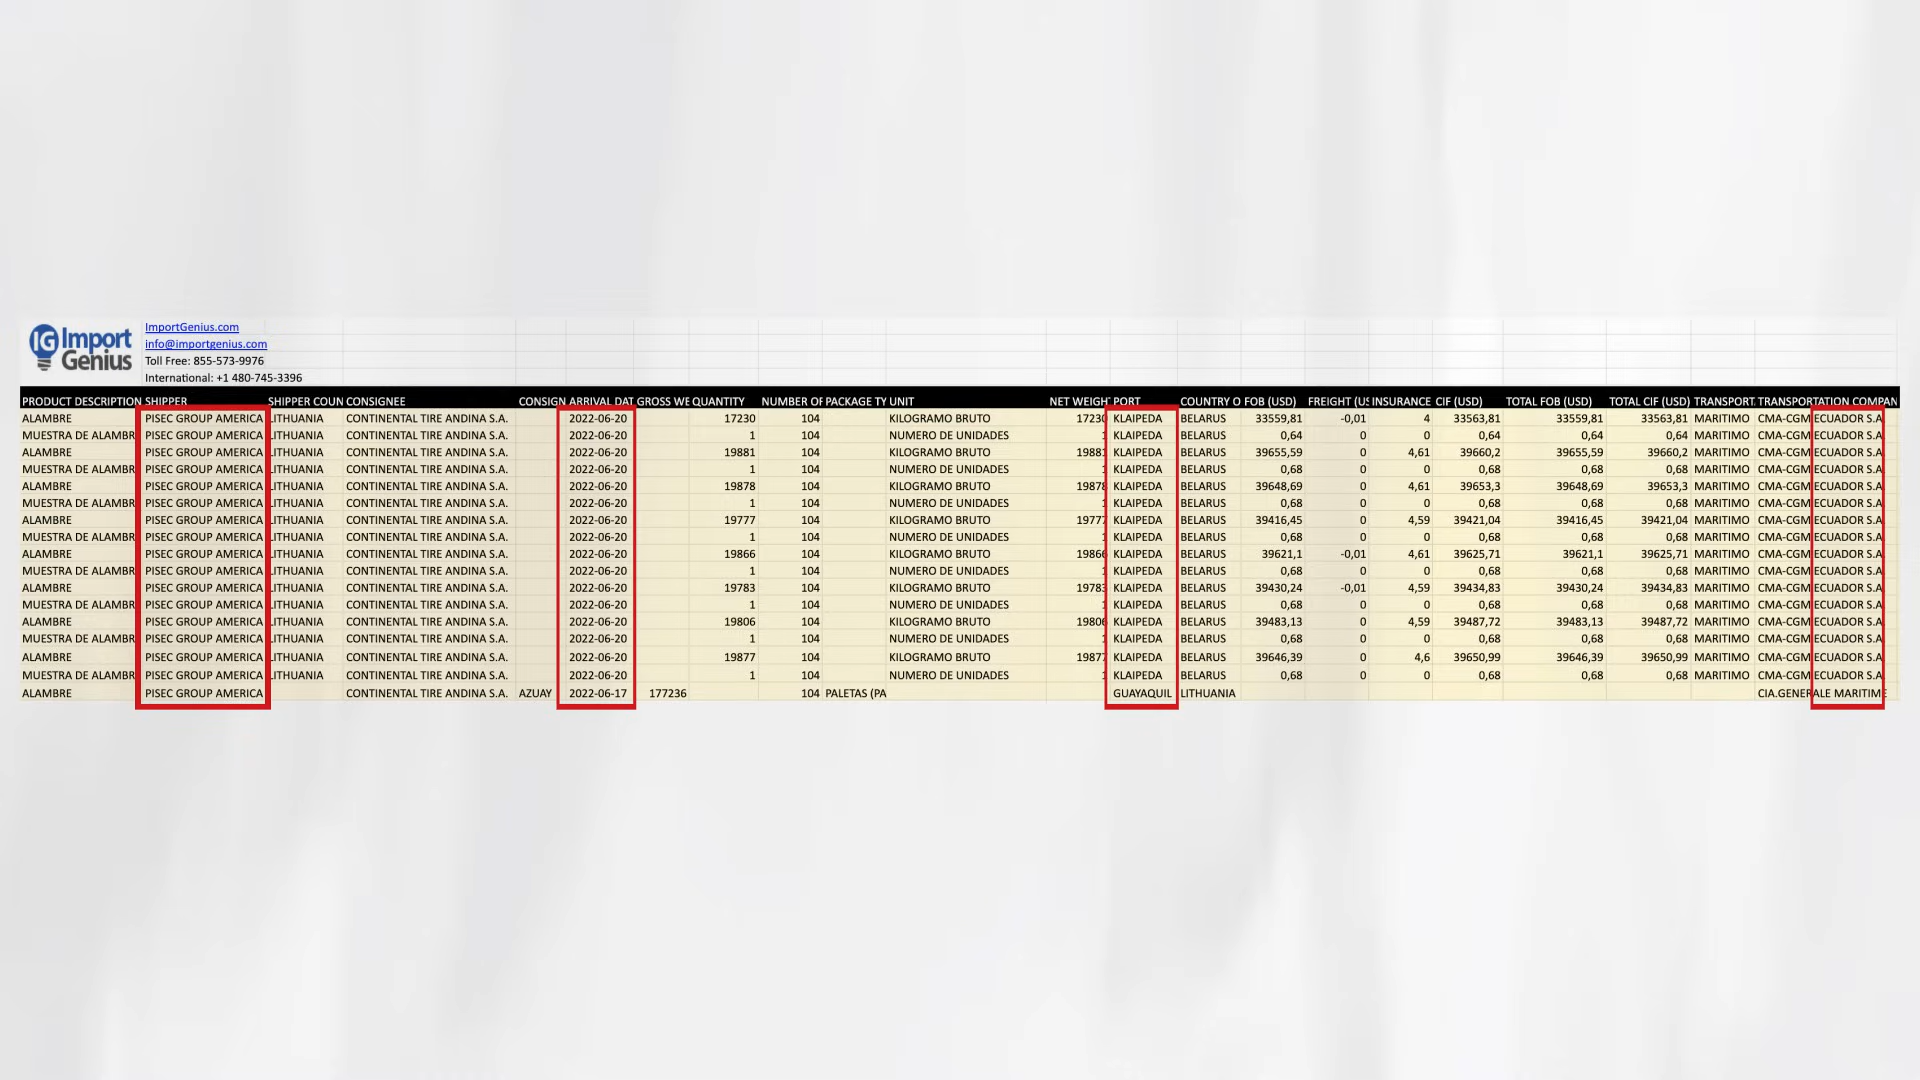 IG Import Genius
ImportGenius.com
info@importgenius.com
Toll Free: 855-573-9976
International: +1 480-745-3396
PRODUCT DESCRIPTION SHIPPER SHIPPER COUN CONSIGNEE CONSIGN ARRIVAL DAT GROSS WE QUANTITY NUMBER OF PACKAGE TY UNIT NET WEIGH PORT COUNTRY O FOB (USD) FREIGHT (US INSURANCE CIF (USD) TOTAL FOB (USD) TOTAL CIF (USD) TRANSPORT TRANSPORTATION COMPAN
ALAMBRE PISEC GROUP AMERICA LITHUANIA CONTINENTAL TIRE ANDINA S.A. 2022-06-20 17230 104 KILOGRAMO BRUTO 17230 KLAIPEDA BELARUS 33559,81 -0,01 4 33563,81 33559,81 33563,81 MARITIMO CMA-CGM ECUADOR S.A
MUESTRA DE ALAMBR PISEC GROUP AMERICA LITHUANIA CONTINENTAL TIRE ANDINA S.A. 2022-06-20 1 104 NUMERO DE UNIDADES 1 KLAIPEDA BELARUS 0,64 0 0 0,64 0,64 0,64 MARITIMO CMA-CGM ECUADOR S.A
ALAMBRE PISEC GROUP AMERICA LITHUANIA CONTINENTAL TIRE ANDINA S.A. 2022-06-20 19881 104 KILOGRAMO BRUTO 19881 KLAIPEDA BELARUS 39655,59 0 4,61 39660,2 39655,59 39660,2 MARITIMO CMA-CGM ECUADOR S.A
MUESTRA DE ALAMBR PISEC GROUP AMERICA LITHUANIA CONTINENTAL TIRE ANDINA S.A. 2022-06-20 1 104 NUMERO DE UNIDADES 1 KLAIPEDA BELARUS 0,68 0 0 0,68 0,68 0,68 MARITIMO CMA-CGM ECUADOR S.A
ALAMBRE PISEC GROUP AMERICA LITHUANIA CONTINENTAL TIRE ANDINA S.A. 2022-06-20 19878 104 KILOGRAMO BRUTO 19878 KLAIPEDA BELARUS 39648,69 0 4,61 39653,3 39648,69 39653,3 MARITIMO CMA-CGM ECUADOR S.A
MUESTRA DE ALAMBR PISEC GROUP AMERICA LITHUANIA CONTINENTAL TIRE ANDINA S.A. 2022-06-20 1 104 NUMERO DE UNIDADES 1 KLAIPEDA BELARUS 0,68 0 0 0,68 0,68 0,68 MARITIMO CMA-CGM ECUADOR S.A
ALAMBRE PISEC GROUP AMERICA LITHUANIA CONTINENTAL TIRE ANDINA S.A. 2022-06-20 19777 104 KILOGRAMO BRUTO 19777 KLAIPEDA BELARUS 39416,45 0 4,59 39421,04 39416,45 39421,04 MARITIMO CMA-CGM ECUADOR S.A
MUESTRA DE ALAMBR PISEC GROUP AMERICA LITHUANIA CONTINENTAL TIRE ANDINA S.A. 2022-06-20 1 104 NUMERO DE UNIDADES 1 KLAIPEDA BELARUS 0,68 0 0 0,68 0,68 0,68 MARITIMO CMA-CGM ECUADOR S.A
ALAMBRE PISEC GROUP AMERICA LITHUANIA CONTINENTAL TIRE ANDINA S.A. 2022-06-20 19866 104 KILOGRAMO BRUTO 19866 KLAIPEDA BELARUS 39621,1 -0,01 4,61 39625,71 39621,1 39625,71 MARITIMO CMA-CGM ECUADOR S.A
MUESTRA DE ALAMBR PISEC GROUP AMERICA LITHUANIA CONTINENTAL TIRE ANDINA S.A. 2022-06-20 1 104 NUMERO DE UNIDADES 1 KLAIPEDA BELARUS 0,68 0 0 0,68 0,68 0,68 MARITIMO CMA-CGM ECUADOR S.A
ALAMBRE PISEC GROUP AMERICA LITHUANIA CONTINENTAL TIRE ANDINA S.A. 2022-06-20 19783 104 KILOGRAMO BRUTO 19783 KLAIPEDA BELARUS 39430,24 -0,01 4,59 39434,83 39430,24 39434,83 MARITIMO CMA-CGM ECUADOR S.A
MUESTRA DE ALAMBR PISEC GROUP AMERICA LITHUANIA CONTINENTAL TIRE ANDINA S.A. 2022-06-20 1 104 NUMERO DE UNIDADES 1 KLAIPEDA BELARUS 0,68 0 0 0,68 0,68 0,68 MARITIMO CMA-CGM ECUADOR S.A
ALAMBRE PISEC GROUP AMERICA LITHUANIA CONTINENTAL TIRE ANDINA S.A. 2022-06-20 19806 104 KILOGRAMO BRUTO 19806 KLAIPEDA BELARUS 39483,13 0 4,59 39487,72 39483,13 39487,72 MARITIMO CMA-CGM ECUADOR S.A
MUESTRA DE ALAMBR PISEC GROUP AMERICA LITHUANIA CONTINENTAL TIRE ANDINA S.A. 2022-06-20 1 104 NUMERO DE UNIDADES 1 KLAIPEDA BELARUS 0,68 0 0 0,68 0,68 0,68 MARITIMO CMA-CGM ECUADOR S.A
ALAMBRE PISEC GROUP AMERICA LITHUANIA CONTINENTAL TIRE ANDINA S.A. 2022-06-20 19877 104 KILOGRAMO BRUTO 19877 KLAIPEDA BELARUS 39646,39 0 4,6 39650,99 39646,39 39650,99 MARITIMO CMA-CGM ECUADOR S.A
MUESTRA DE ALAMBR PISEC GROUP AMERICA LITHUANIA CONTINENTAL TIRE ANDINA S.A. 2022-06-20 1 104 NUMERO DE UNIDADES 1 KLAIPEDA BELARUS 0,68 0 0 0,68 0,68 0,68 MARITIMO CMA-CGM ECUADOR S.A
ALAMBRE PISEC GROUP AMERICA CONTINENTAL TIRE ANDINA S.A. AZUAY 2022-06-17 177236 104 PALETAS (PA GUAYAQUIL LITHUANIA CIA.GENERALE MARITIME